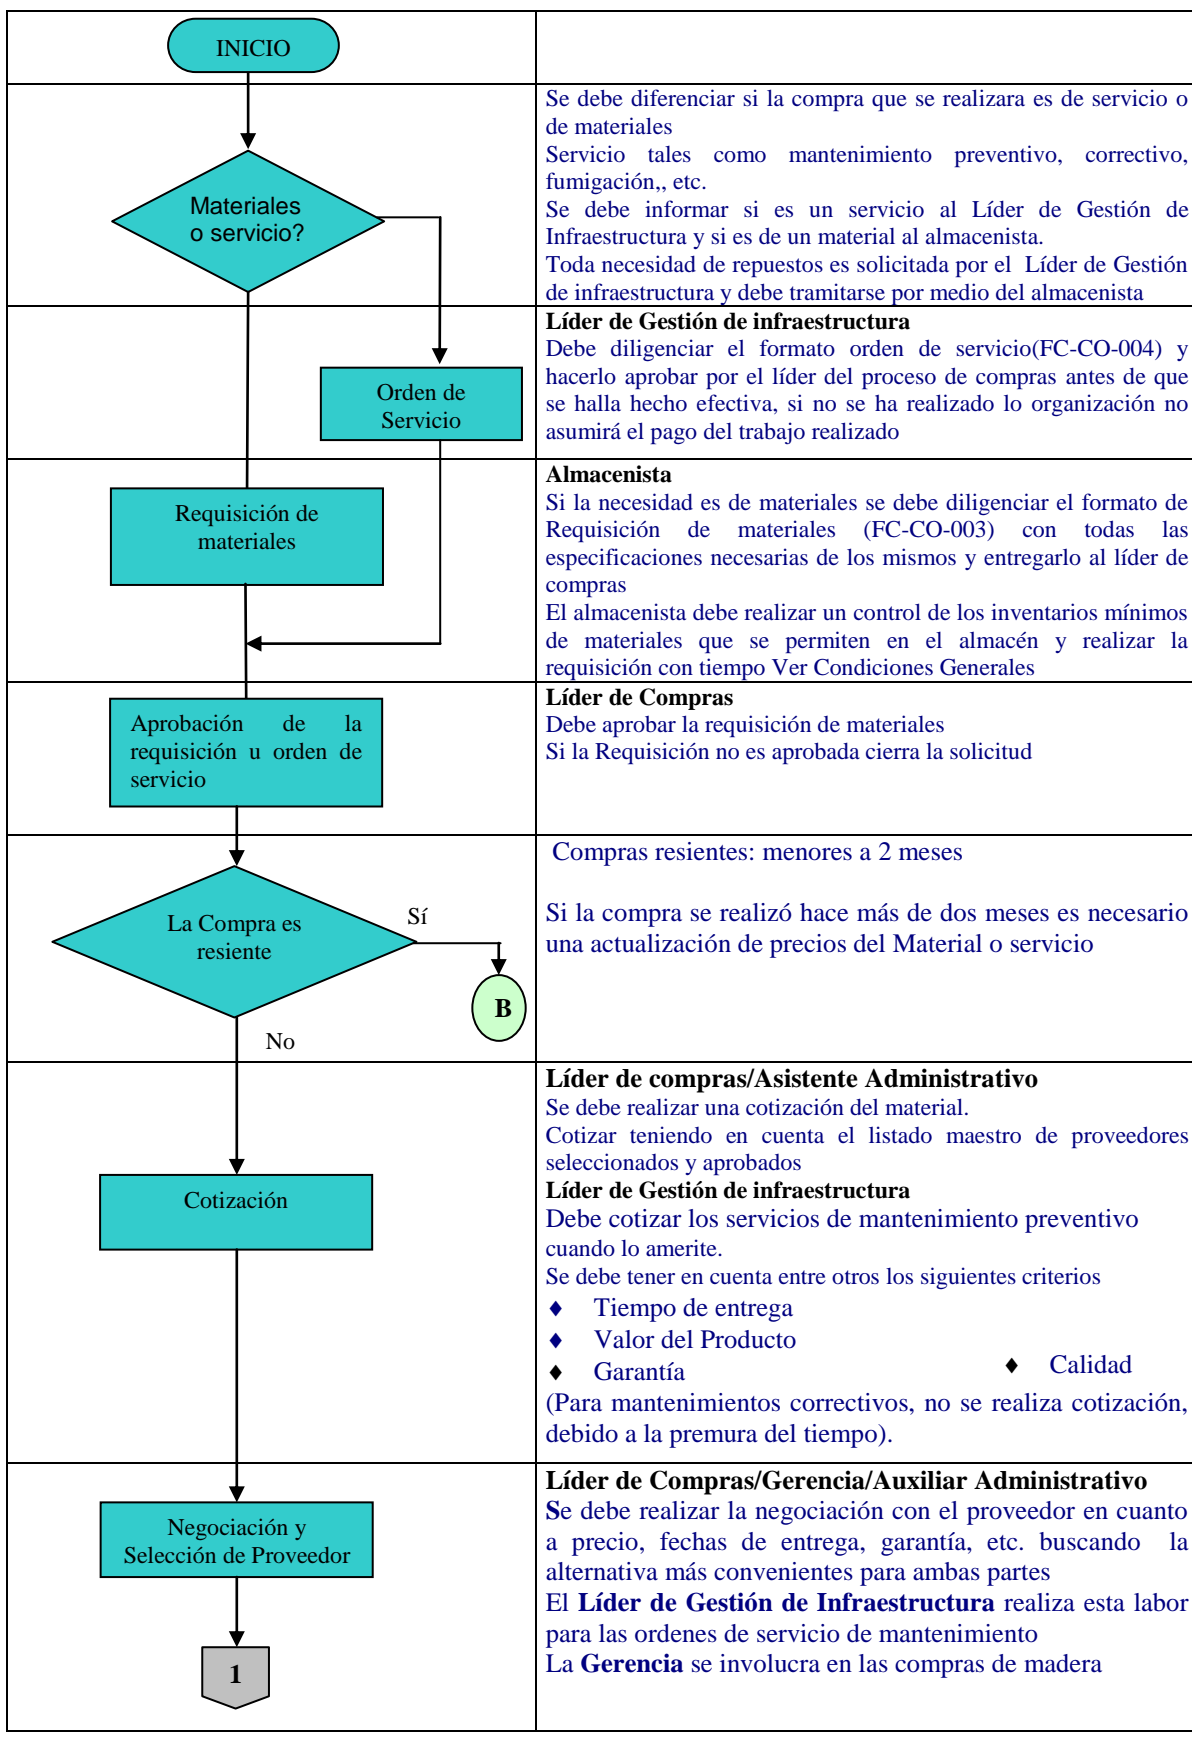 INICIO
Se debe diferenciar si la compra que se realizara es de servicio o
de materiales
Servicio tales como mantenimiento preventivo, correctivo,
fumigación,, etc.
Se debe informar si es un servicio al Líder de Gestión de
Infraestructura y si es de un material al almacenista.
Toda necesidad de repuestos es solicitada por el Líder de Gestión
de infraestructura y debe tramitarse por medio del almacenista
Materiales
o servicio?
Líder de Gestión de infraestructura
Debe diligenciar el formato orden de servicio(FC-CO-004) y
hacerlo aprobar por el líder del proceso de compras antes de que
se halla hecho efectiva, si no se ha realizado lo organización no
asumirá el pago del trabajo realizado
Orden de
Servicio
Almacenista
Si la necesidad es de materiales se debe diligenciar el formato de
Requisición de materiales (FC-CO-003) con todas las
especificaciones necesarias de los mismos y entregarlo al líder de
compras
El almacenista debe realizar un control de los inventarios mínimos
de materiales que se permiten en el almacén y realizar la
requisición con tiempo Ver Condiciones Generales
Requisición de
materiales
Líder de Compras
Debe aprobar la requisición de materiales
Si la Requisición no es aprobada cierra la solicitud
Aprobación de la
requisición u orden de
servicio
Compras resientes: menores a 2 meses
Si la compra se realizó hace más de dos meses es necesario
una actualización de precios del Material o servicio
La Compra es
resiente
Sí
B
No
Líder de compras/Asistente Administrativo
Se debe realizar una cotización del material.
Cotizar teniendo en cuenta el listado maestro de proveedores
seleccionados y aprobados
Líder de Gestión de infraestructura
Debe cotizar los servicios de mantenimiento preventivo
cuando lo amerite.
Se debe tener en cuenta entre otros los siguientes criterios
♦ Tiempo de entrega
♦ Valor del Producto
♦ Garantía
♦ Calidad
(Para mantenimientos correctivos, no se realiza cotización,
debido a la premura del tiempo).
Cotización
Líder de Compras/Gerencia/Auxiliar Administrativo
Se debe realizar la negociación con el proveedor en cuanto
a precio, fechas de entrega, garantía, etc. buscando la
alternativa más convenientes para ambas partes
El Líder de Gestión de Infraestructura realiza esta labor
para las ordenes de servicio de mantenimiento
La Gerencia se involucra en las compras de madera
Negociación y
Selección de Proveedor
1